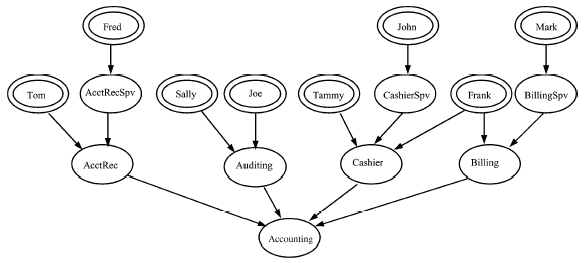 Fred
John
Mark
Tom
AcctRecSpv
Sally
Joe
Tammy
CashierSpv
Frank
BillingSpv
AcctRec
Auditing
Cashier
Billing
Accounting